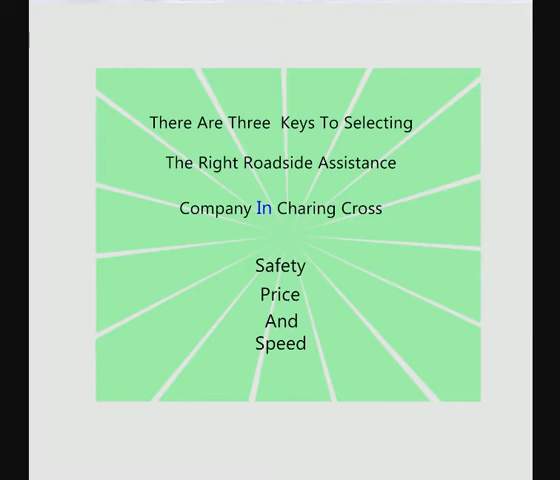 There Are Three  Keys To Selecting
The Right Roadside Assistance
Company In Charing Cross
Safety
Price
And
Speed